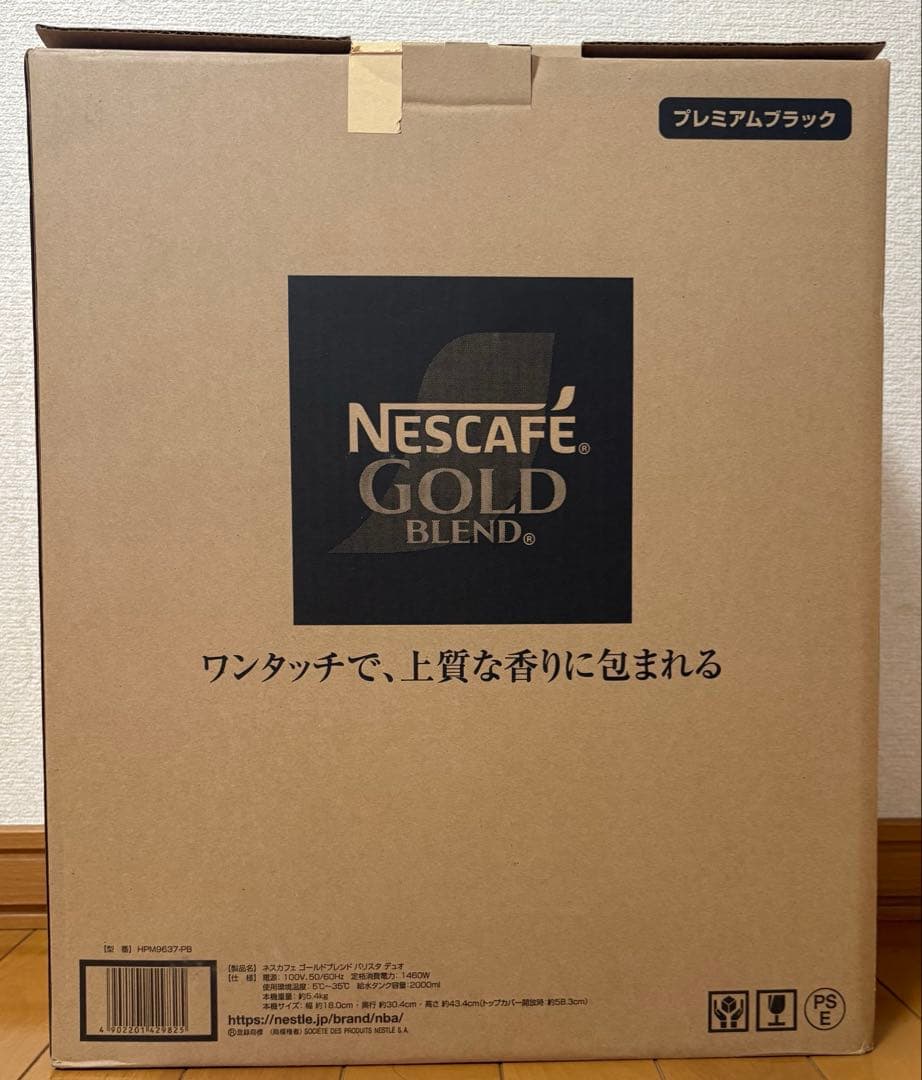 プレミアムブラック
NESCAFÉ®
GOLD
BLEND®
ワンタッチで、上質な香りに包まれる
【型 番】 HPM9637-PB
【製品名】 ネスカフェ ゴールドブレンド バリスタ デュオ
【仕 様】 電源:100V、50/60Hz 定格消費電力:1460W
使用環境温度:5℃~35℃ 給水タンク容量:2000ml
本機重量:約5.4kg
本機サイズ:幅 約18.0cm・奥行 約30.4cm・高さ 約43.4cm(トップカバー開放時:約58.3cm)
https://nestle.jp/brand/nba/
®登録商標 (商標権者) SOCIETE DES PRODUITS NESTLÉ S.A.
4 902201 429825
PS
E